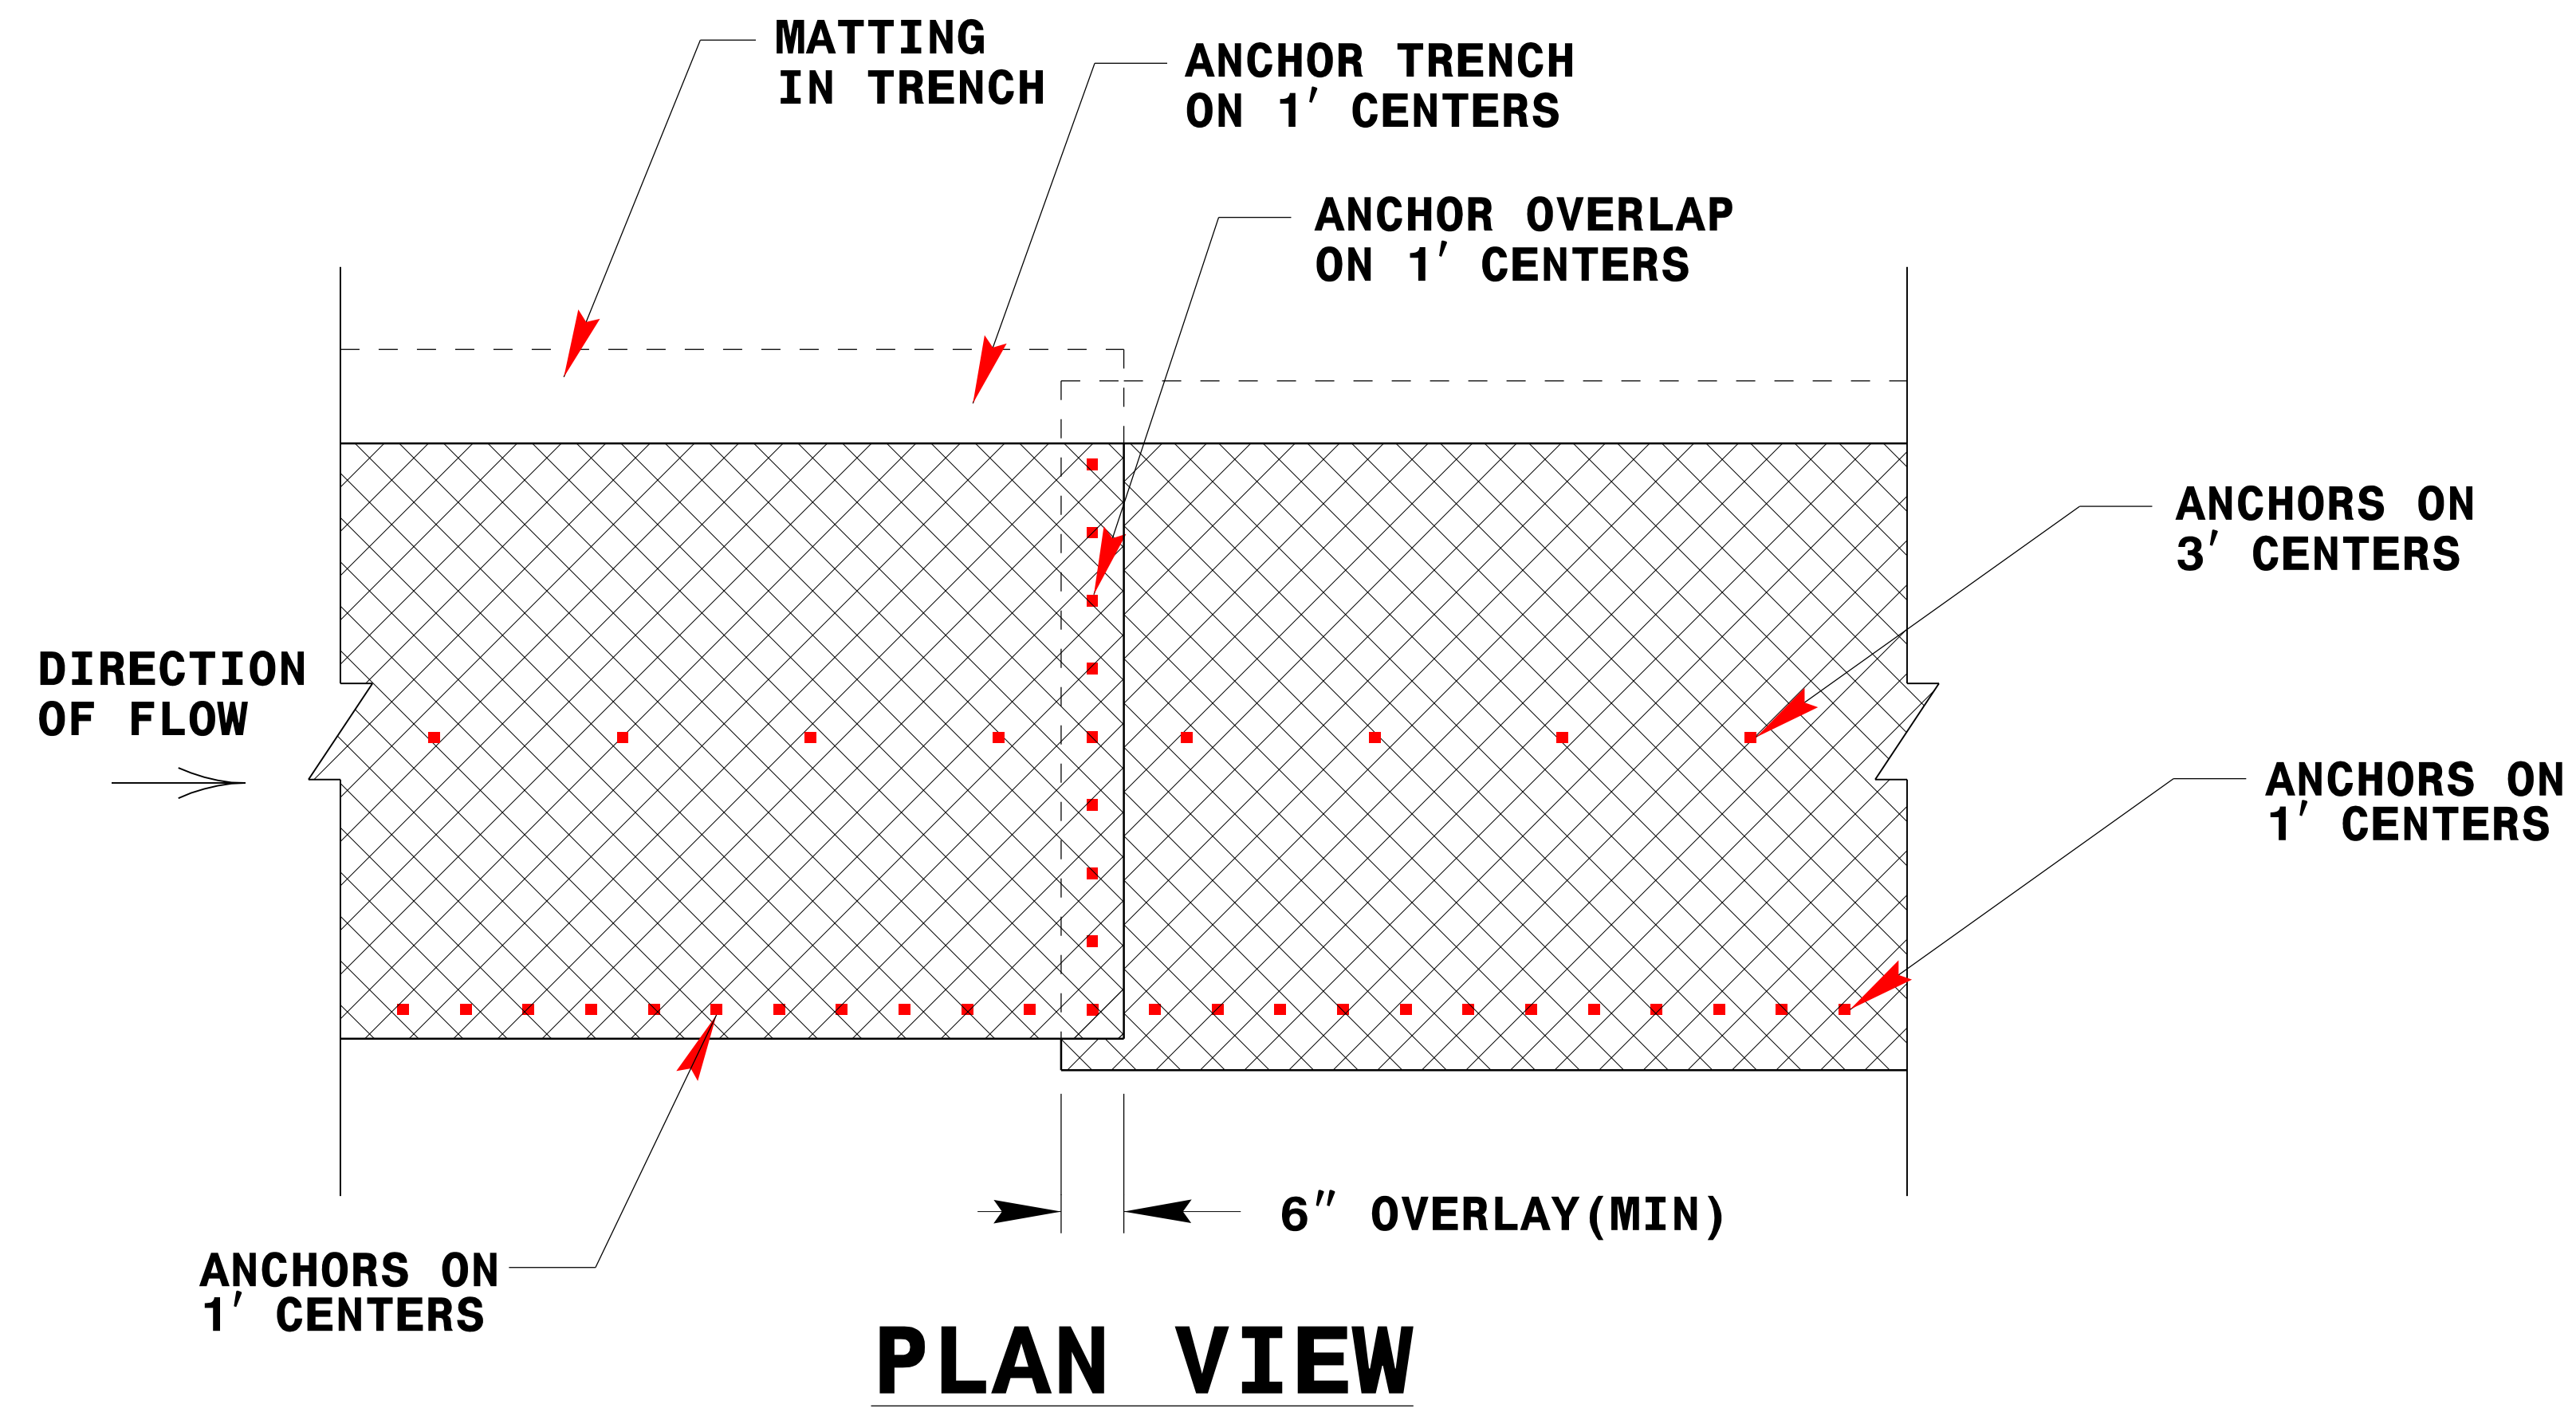 MATTING
IN TRENCH
ANCHOR TRENCH
ON 1' CENTERS
ANCHOR OVERLAP
ON 1' CENTERS
ANCHORS ON
3' CENTERS
DIRECTION
OF FLOW
ANCHORS ON
1' CENTERS
6" OVERLAY(MIN)
ANCHORS ON
1' CENTERS
PLAN VIEW